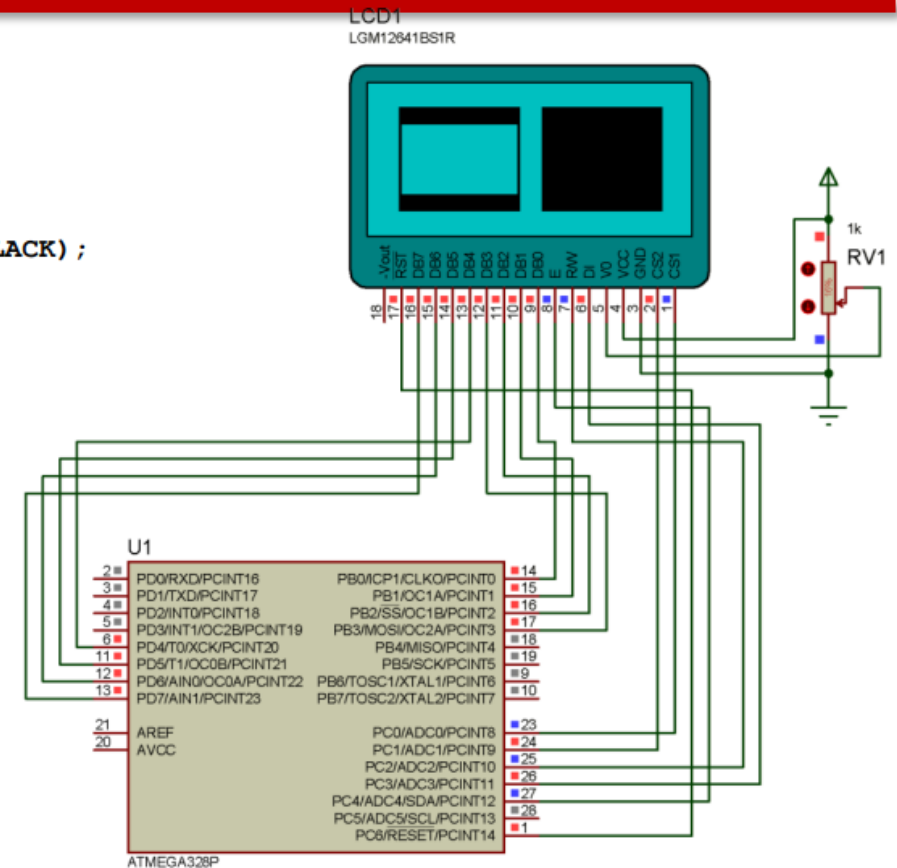 LCD1
LGM12641BS1R
LACK);
-Vout
RST
DB7
DB6
DB5
DB4
DB3
DB2
DB1
DB0
E
R/W
DI
V0
VCC
GND
CS2
CS1
18
17
16
15
14
13
12
11
10
9
8
7
6
5
4
3
2
1
1k
RV1
U1
2 PD0/RXD/PCINT16
3 PD1/TXD/PCINT17
4 PD2/INT0/PCINT18
5 PD3/INT1/OC2B/PCINT19
6 PD4/T0/XCK/PCINT20
11 PD5/T1/OC0B/PCINT21
12 PD6/AIN0/OC0A/PCINT22
13 PD7/AIN1/PCINT23
21 AREF
20 AVCC
PB0/ICP1/CLKO/PCINT0 14
PB1/OC1A/PCINT1 15
PB2/SS/OC1B/PCINT2 16
PB3/MOSI/OC2A/PCINT3 17
PB4/MISO/PCINT4 18
PB5/SCK/PCINT5 19
PB6/TOSC1/XTAL1/PCINT6 9
PB7/TOSC2/XTAL2/PCINT7 10
PC0/ADC0/PCINT8 23
PC1/ADC1/PCINT9 24
PC2/ADC2/PCINT10 25
PC3/ADC3/PCINT11 26
PC4/ADC4/SDA/PCINT12 27
PC5/ADC5/SCL/PCINT13 28
PC6/RESET/PCINT14 1
ATMEGA328P